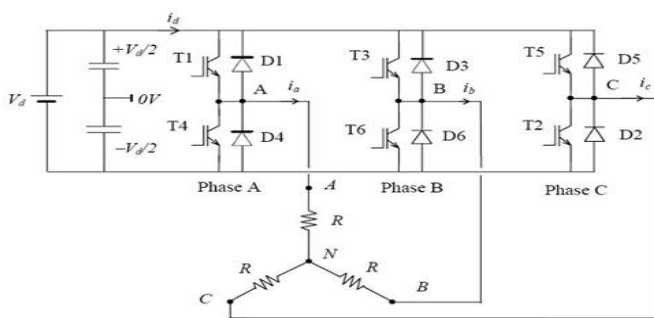 i_d
+V_d/2
T1
D1
T3
D3
T5
D5
A
i_a
B
i_b
C
i_c
V_d
0V
T4
D4
T6
D6
T2
D2
–V_d/2
Phase A
Phase B
Phase C
A
R
N
R
R
C
B